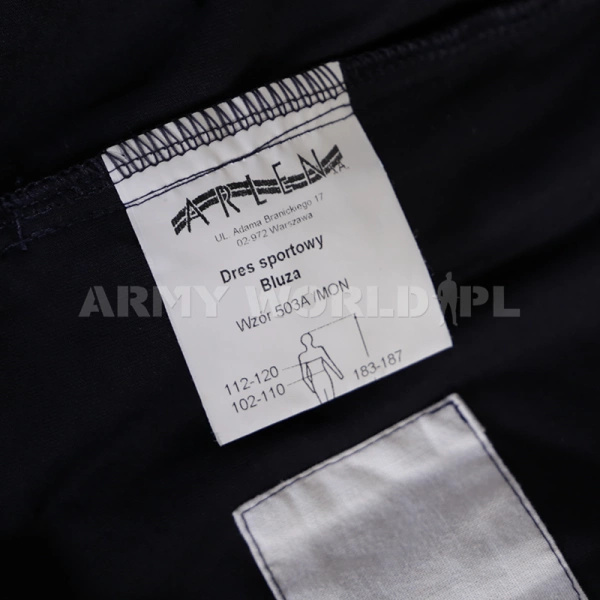 ARLEN S.A.
UL. Adama Branickiego 17
02-972 Warszawa
Dres sportowy
Bluza
Wzór 503A /MON
112-120
102-110
183-187
ARMY WORLD PL